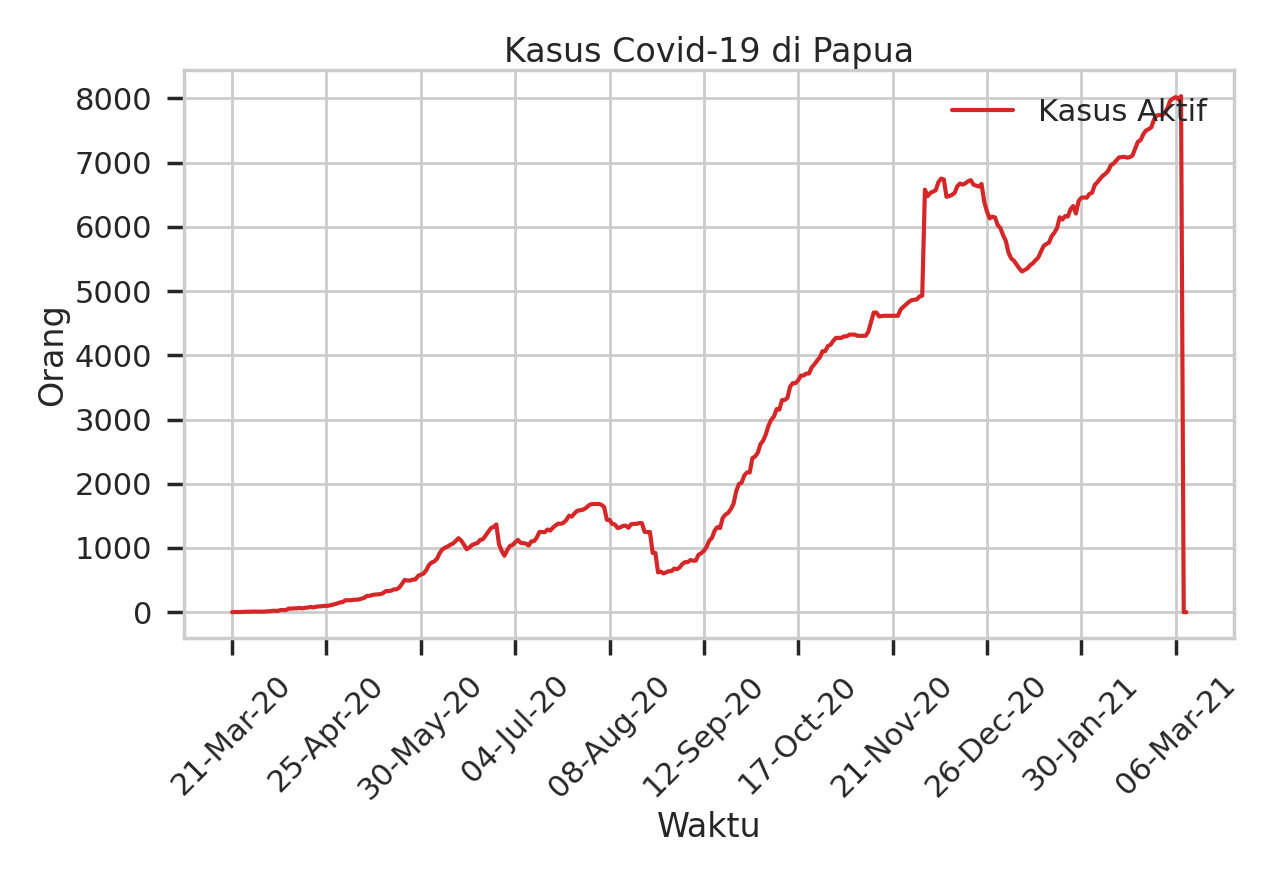 Kasus Covid-19 di Papua
Kasus Aktif
8000
7000
6000
5000
4000
3000
2000
1000
0
Orang
21-Mar-20
25-Apr-20
30-May-20
04-Jul-20
08-Aug-20
12-Sep-20
17-Oct-20
21-Nov-20
26-Dec-20
30-Jan-21
06-Mar-21
Waktu